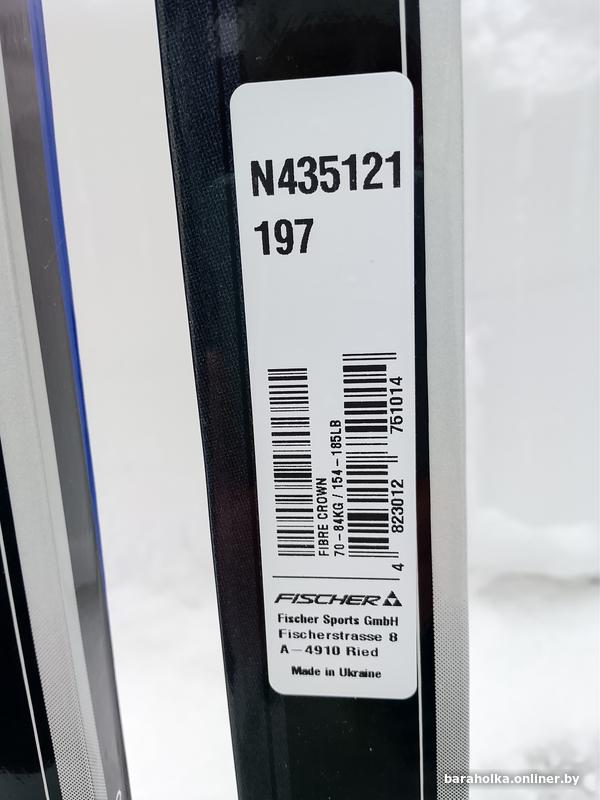 N435121
197
FIBRE CROWN
70-84KG / 154-185LB
4 823012 761014
FISCHER
Fischer Sports GmbH
Fischerstrasse 8
A-4910 Ried
Made in Ukraine
baraholka.onliner.by